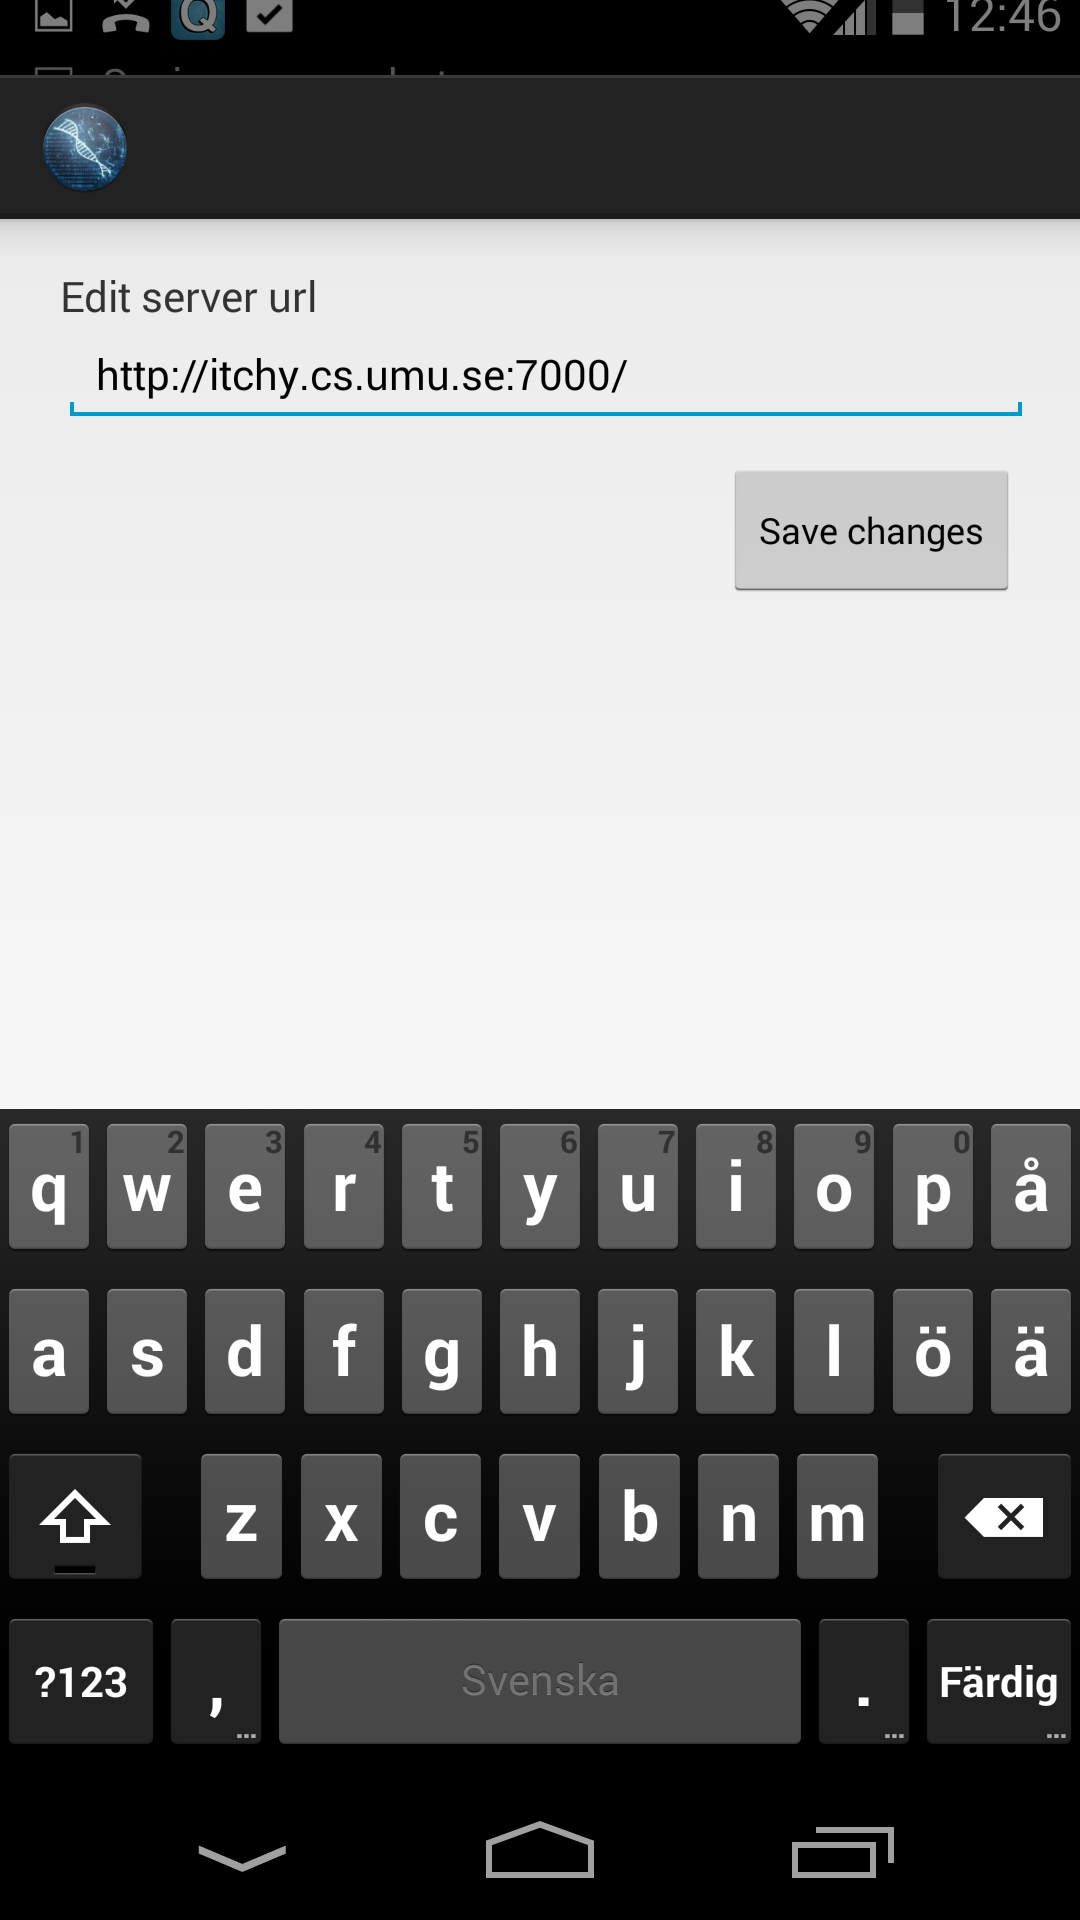 12:46
Edit server url
http://itchy.cs.umu.se:7000/
Save changes
1 2 3 4 5 6 7 8 9 0
q w e r t y u i o p å
a s d f g h j k l ö ä
z x c v b n m
?123 , Svenska . Färdig